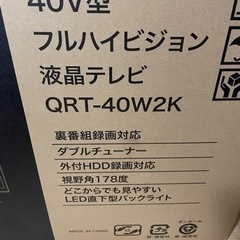 40V型
フルハイビジョン
液晶テレビ
QRT-40W2K
裏番組録画対応
ダブルチューナー
外付HDD録画対応
視野角178度
どこからでも見やすい
LED直下型バックライト
MADE IN CHINA